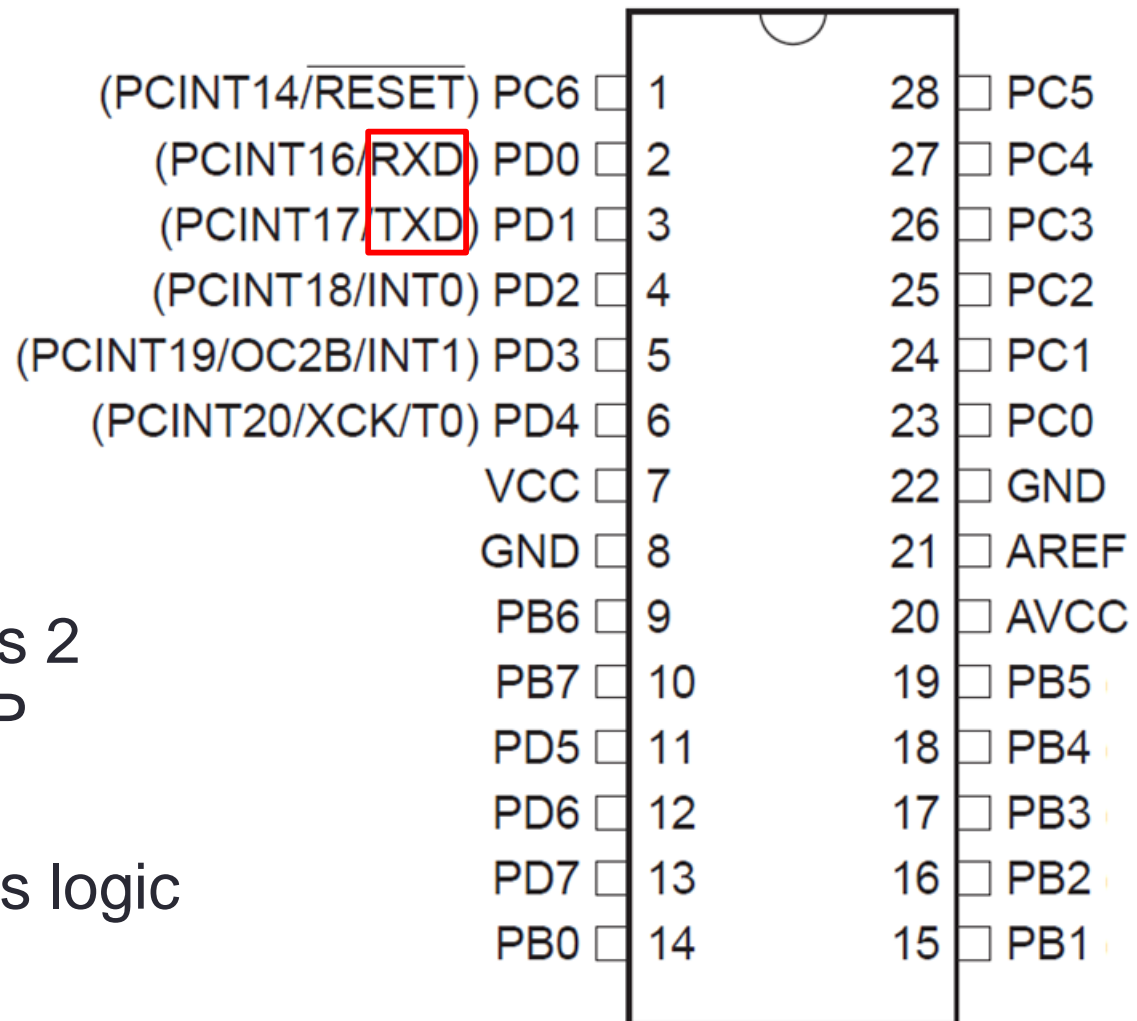 (PCINT14/RESET) PC6 1 28 PC5
(PCINT16/RXD) PD0 2 27 PC4
(PCINT17/TXD) PD1 3 26 PC3
(PCINT18/INT0) PD2 4 25 PC2
(PCINT19/OC2B/INT1) PD3 5 24 PC1
(PCINT20/XCK/T0) PD4 6 23 PC0
VCC 7 22 GND
GND 8 21 AREF
PB6 9 20 AVCC
PB7 10 19 PB5
PD5 11 18 PB4
PD6 12 17 PB3
PD7 13 16 PB2
PB0 14 15 PB1
s 2
P
s logic